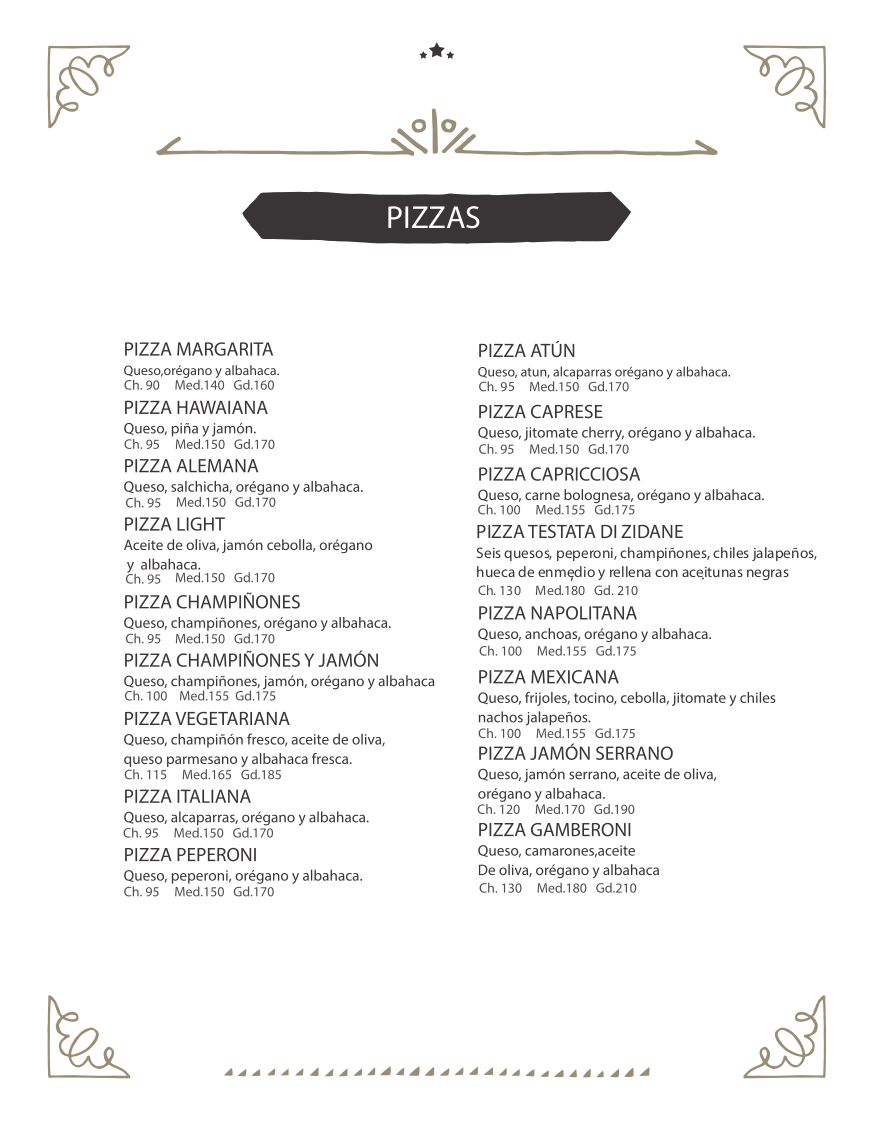 PIZZAS
PIZZA MARGARITA
Queso,orégano y albahaca.
Ch. 90 Med.140 Gd.160
PIZZA HAWAIANA
Queso, piña y jamón.
Ch. 95 Med.150 Gd.170
PIZZA ALEMANA
Queso, salchicha, orégano y albahaca.
Ch. 95 Med.150 Gd.170
PIZZA LIGHT
Aceite de oliva, jamón cebolla, orégano
y albahaca.
Ch. 95 Med.150 Gd.170
PIZZA CHAMPIÑONES
Queso, champiñones, orégano y albahaca.
Ch. 95 Med.150 Gd.170
PIZZA CHAMPIÑONES Y JAMÓN
Queso, champiñones, jamón, orégano y albahaca
Ch. 100 Med.155 Gd.175
PIZZA VEGETARIANA
Queso, champiñón fresco, aceite de oliva,
queso parmesano y albahaca fresca.
Ch. 115 Med.165 Gd.185
PIZZA ITALIANA
Queso, alcaparras, orégano y albahaca.
Ch. 95 Med.150 Gd.170
PIZZA PEPERONI
Queso, peperoni, orégano y albahaca.
Ch. 95 Med.150 Gd.170
PIZZA ATÚN
Queso, atun, alcaparras orégano y albahaca.
Ch. 95 Med.150 Gd.170
PIZZA CAPRESE
Queso, jitomate cherry, orégano y albahaca.
Ch. 95 Med.150 Gd.170
PIZZA CAPRICCIOSA
Queso, carne bolognesa, orégano y albahaca.
Ch. 100 Med.155 Gd.175
PIZZA TESTATA DI ZIDANE
Seis quesos, peperoni, champiñones, chiles jalapeños,
hueca de enmedio y rellena con aceitunas negras
Ch. 130 Med.180 Gd. 210
PIZZA NAPOLITANA
Queso, anchoas, orégano y albahaca.
Ch. 100 Med.155 Gd.175
PIZZA MEXICANA
Queso, frijoles, tocino, cebolla, jitomate y chiles
nachos jalapeños.
Ch. 100 Med.155 Gd.175
PIZZA JAMÓN SERRANO
Queso, jamón serrano, aceite de oliva,
orégano y albahaca.
Ch. 120 Med.170 Gd.190
PIZZA GAMBERONI
Queso, camarones,aceite
De oliva, orégano y albahaca
Ch. 130 Med.180 Gd.210